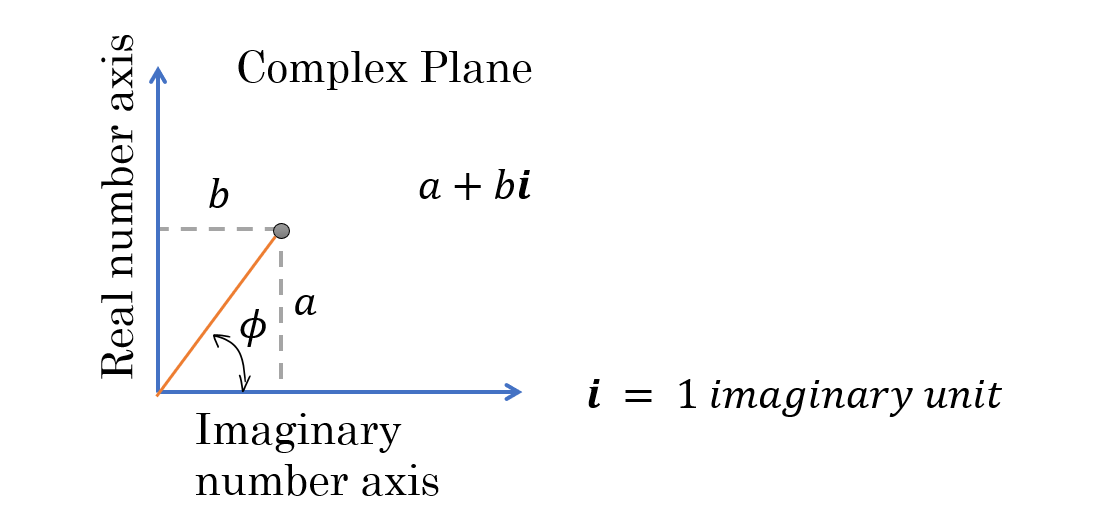 Complex Plane
Real number axis
b
a + bi
a
ϕ
i = 1 imaginary unit
Imaginary
number axis